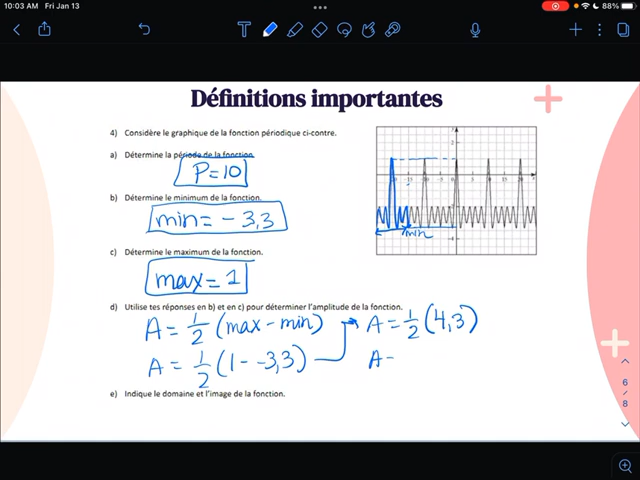 10:03 AM Fri Jan 13
88%
Définitions importantes
4) Considère le graphique de la fonction périodique ci-contre.
a) Détermine la période de la fonction.
P=10
b) Détermine le minimum de la fonction.
min = - 3,3
c) Détermine le maximum de la fonction.
max = 1
min
d) Utilise tes réponses en b) et en c) pour déterminer l'amplitude de la fonction.
A = 1/2 (max - min)
A = 1/2 (4,3)
A = 1/2 (1 - -3,3)
A =
e) Indique le domaine et l'image de la fonction.
6
/
8